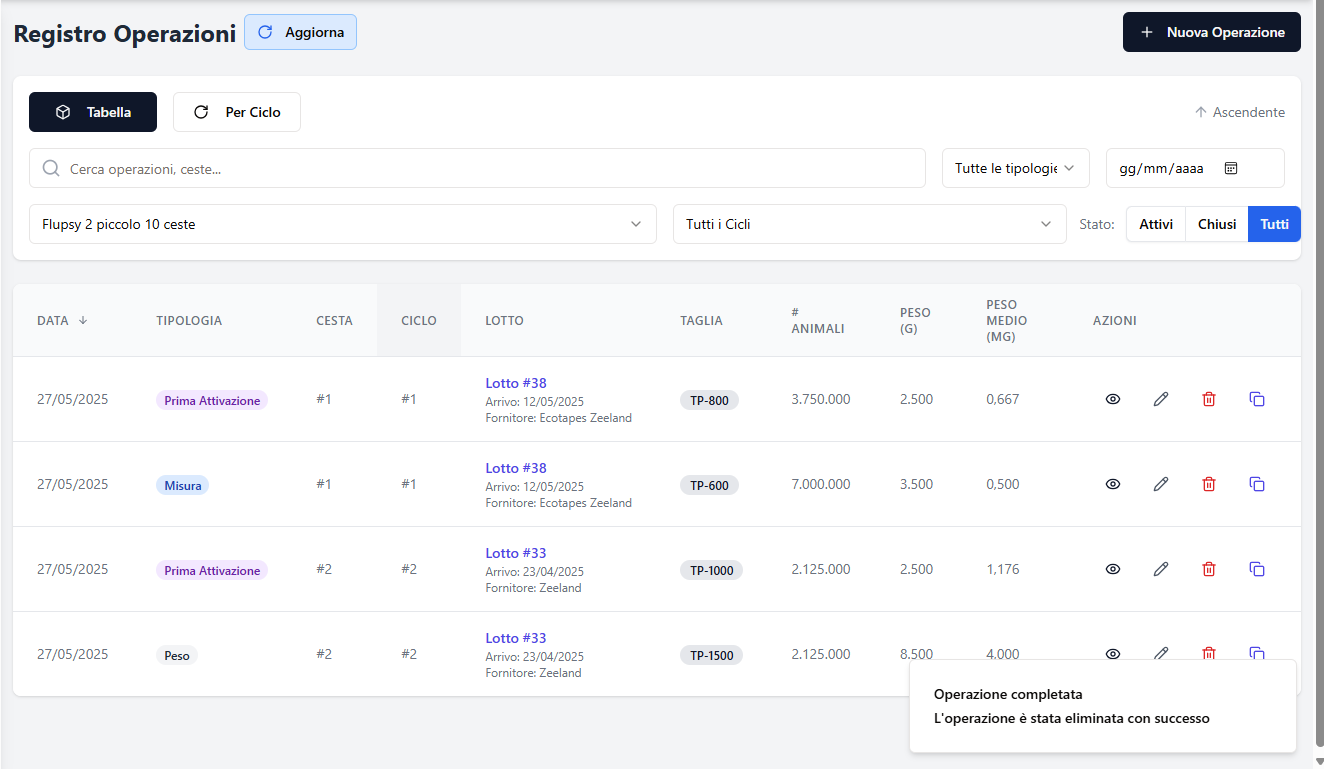 Registro Operazioni
Aggiorna
Nuova Operazione
Tabella
Per Ciclo
Ascendente
Cerca operazioni, ceste...
Tutte le tipologie
gg/mm/aaaa
Flupsy 2 piccolo 10 ceste
Tutti i Cicli
Stato:
Attivi
Chiusi
Tutti
DATA
TIPOLOGIA
CESTA
CICLO
LOTTO
TAGLIA
#
ANIMALI
PESO
(G)
PESO
MEDIO
(MG)
AZIONI
27/05/2025
Prima Attivazione
#1
#1
Lotto #38
Arrivo: 12/05/2025
Fornitore: Ecotapes Zeeland
TP-800
3.750.000
2.500
0,667
27/05/2025
Misura
#1
#1
Lotto #38
Arrivo: 12/05/2025
Fornitore: Ecotapes Zeeland
TP-600
7.000.000
3.500
0,500
27/05/2025
Prima Attivazione
#2
#2
Lotto #33
Arrivo: 23/04/2025
Fornitore: Zeeland
TP-1000
2.125.000
2.500
1,176
27/05/2025
Peso
#2
#2
Lotto #33
Arrivo: 23/04/2025
Fornitore: Zeeland
TP-1500
2.125.000
8.500
4,000
Operazione completata
L'operazione è stata eliminata con successo